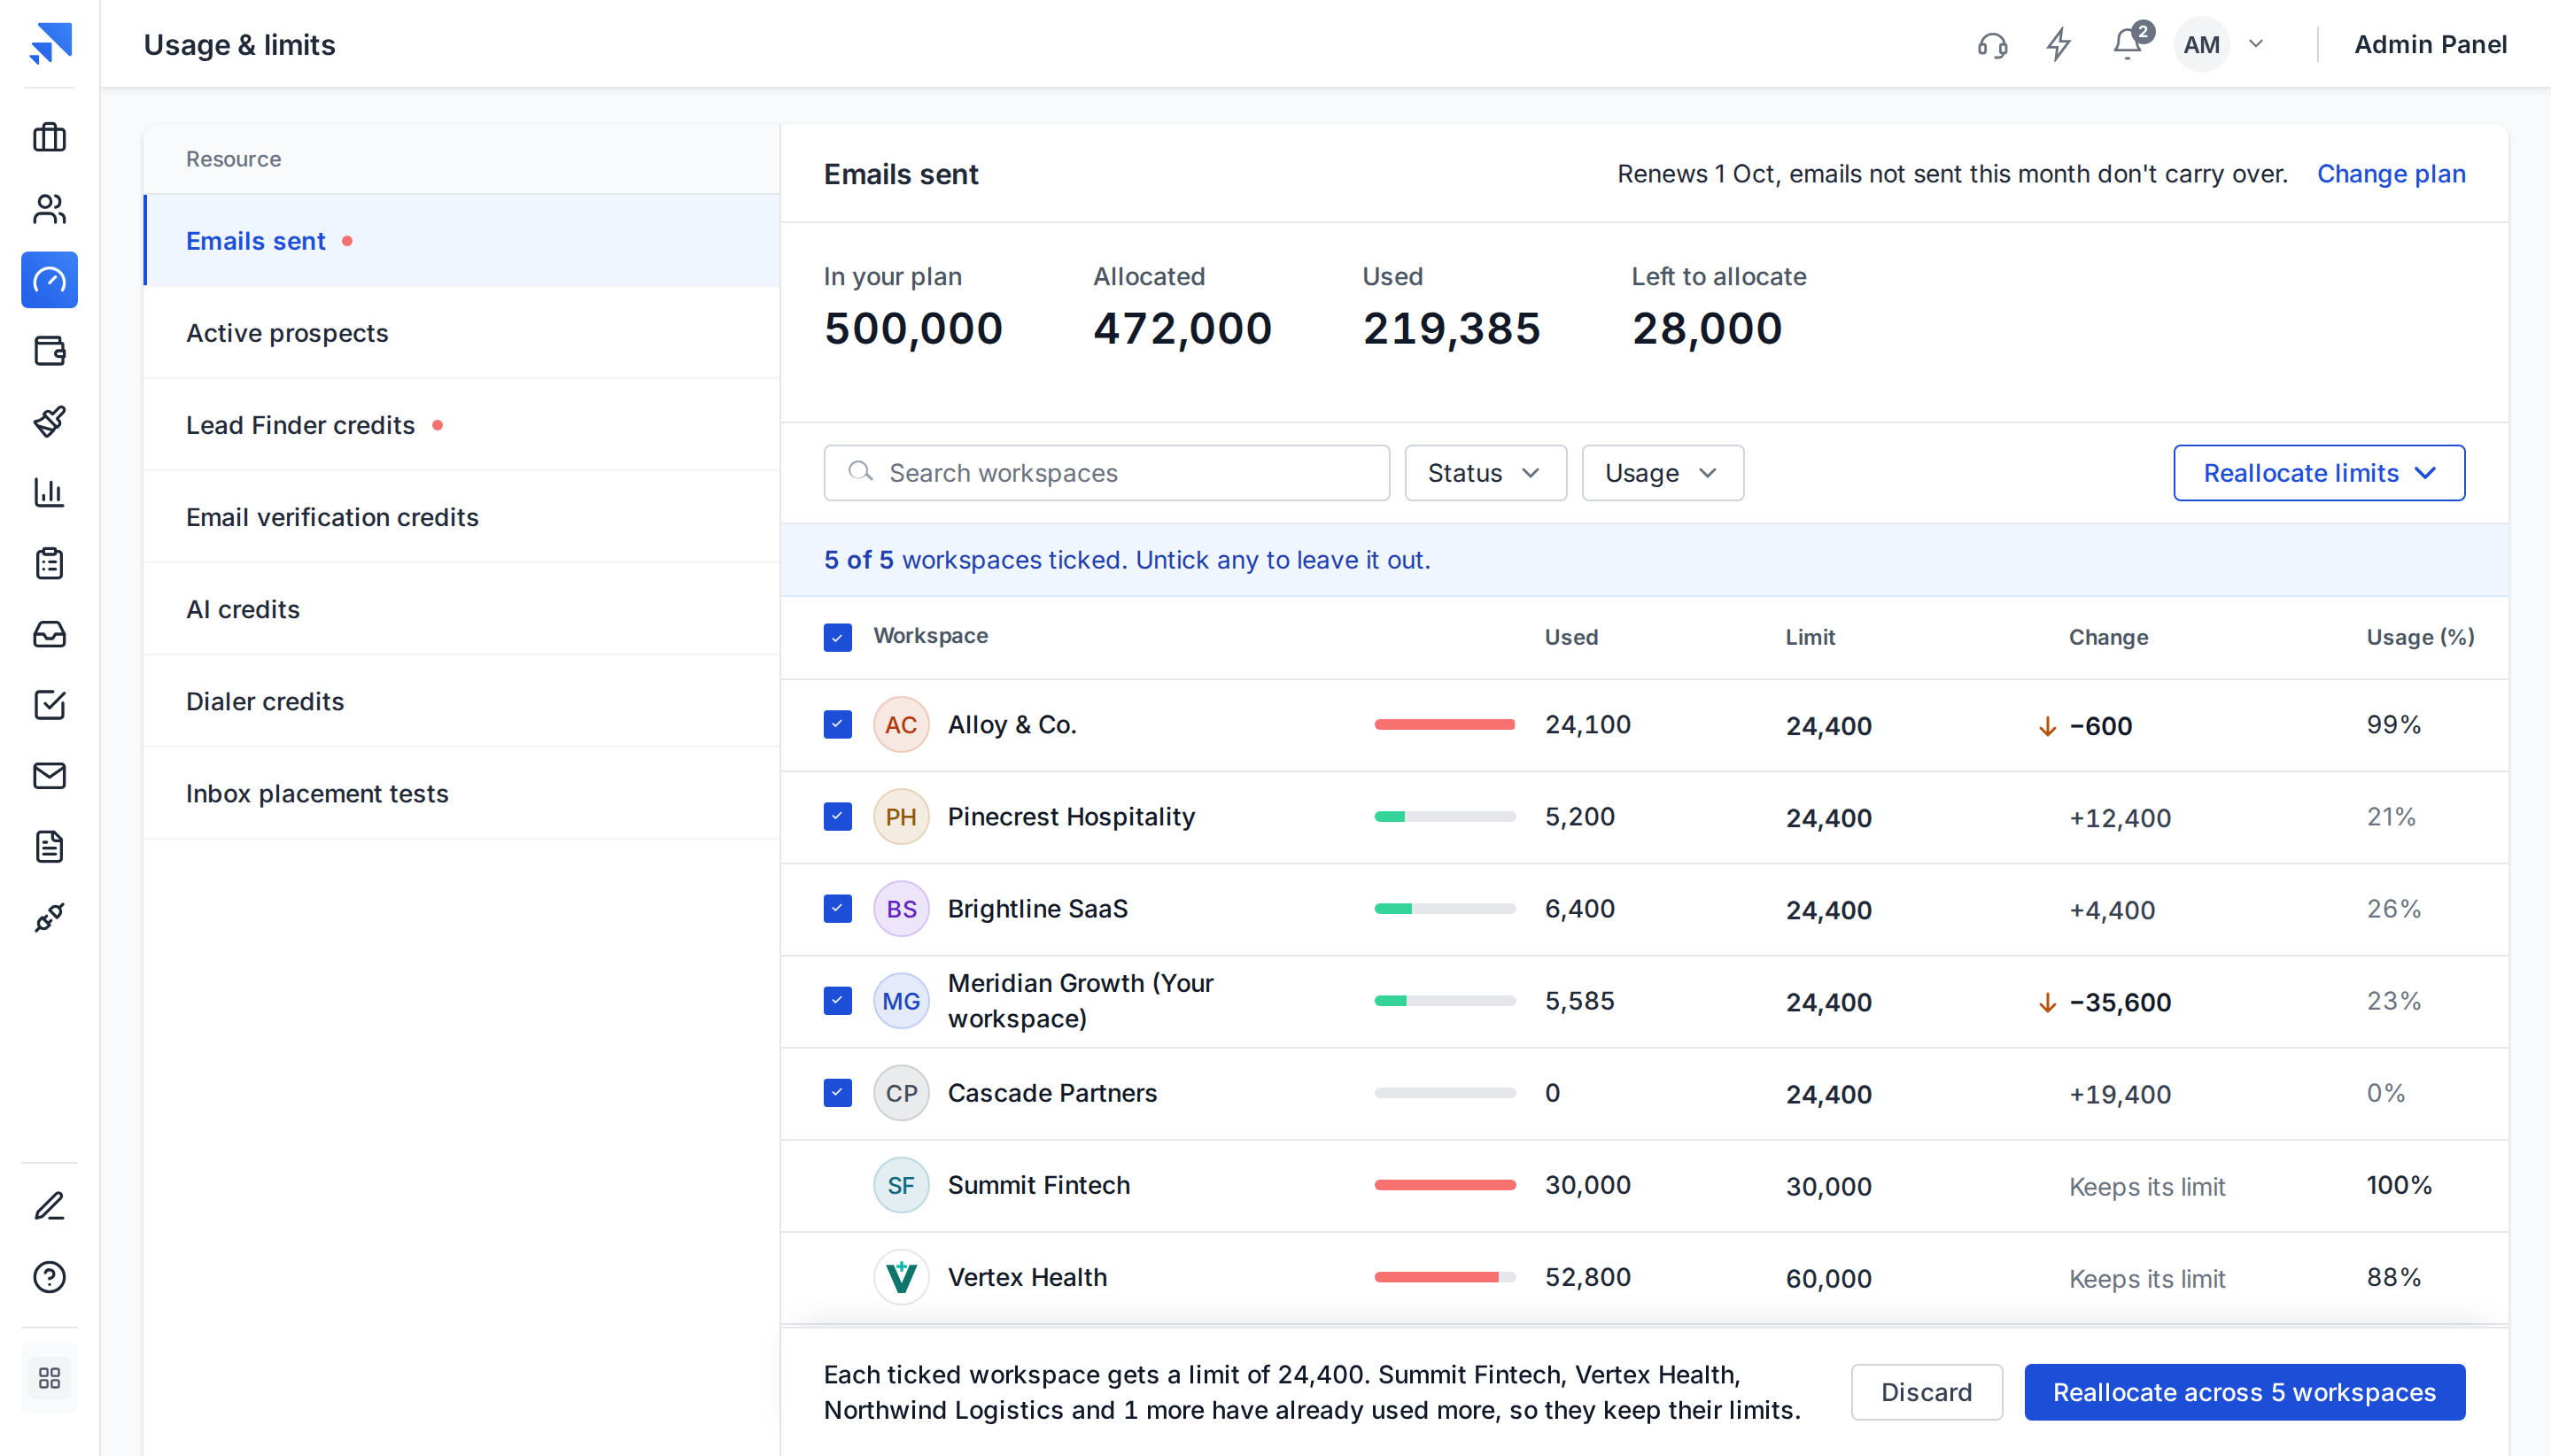 Usage & limits
2
AM
Admin Panel
Resource
Emails sent
Active prospects
Lead Finder credits
Email verification credits
AI credits
Dialer credits
Inbox placement tests
Emails sent
Renews 1 Oct, emails not sent this month don't carry over.
Change plan
In your plan
Allocated
Used
Left to allocate
500,000
472,000
219,385
28,000
Search workspaces
Status
Usage
Reallocate limits
5 of 5 workspaces ticked. Untick any to leave it out.
Workspace
Used
Limit
Change
Usage (%)
AC Alloy & Co. 24,100 24,400 −600 99%
PH Pinecrest Hospitality 5,200 24,400 +12,400 21%
BS Brightline SaaS 6,400 24,400 +4,400 26%
MG Meridian Growth (Your
workspace) 5,585 24,400 −35,600 23%
CP Cascade Partners 0 24,400 +19,400 0%
SF Summit Fintech 30,000 30,000 Keeps its limit 100%
Vertex Health 52,800 60,000 Keeps its limit 88%
Each ticked workspace gets a limit of 24,400. Summit Fintech, Vertex Health,
Northwind Logistics and 1 more have already used more, so they keep their limits.
Discard
Reallocate across 5 workspaces